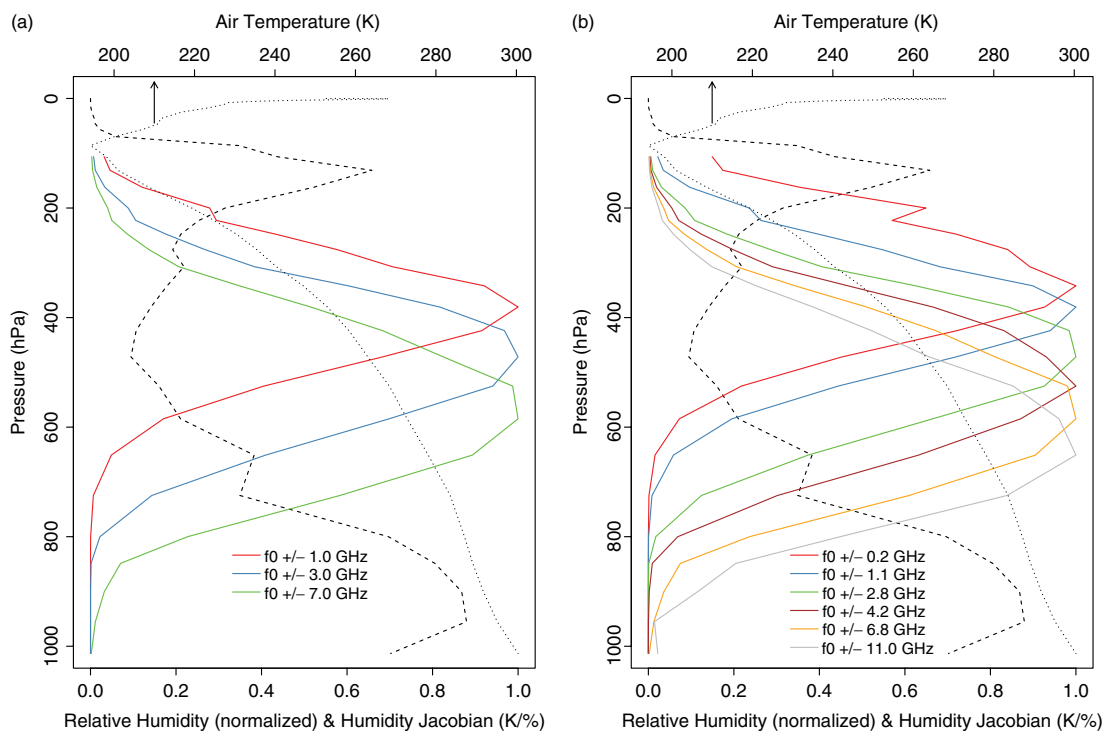 (a)
Air Temperature (K)
200 220 240 260 280 300
0
200
400
600
800
1000
Pressure (hPa)
f0 +/− 1.0 GHz
f0 +/− 3.0 GHz
f0 +/− 7.0 GHz
0.0 0.2 0.4 0.6 0.8 1.0
Relative Humidity (normalized) & Humidity Jacobian (K/%)
(b)
Air Temperature (K)
200 220 240 260 280 300
0
200
400
600
800
1000
Pressure (hPa)
f0 +/− 0.2 GHz
f0 +/− 1.1 GHz
f0 +/− 2.8 GHz
f0 +/− 4.2 GHz
f0 +/− 6.8 GHz
f0 +/− 11.0 GHz
0.0 0.2 0.4 0.6 0.8 1.0
Relative Humidity (normalized) & Humidity Jacobian (K/%)